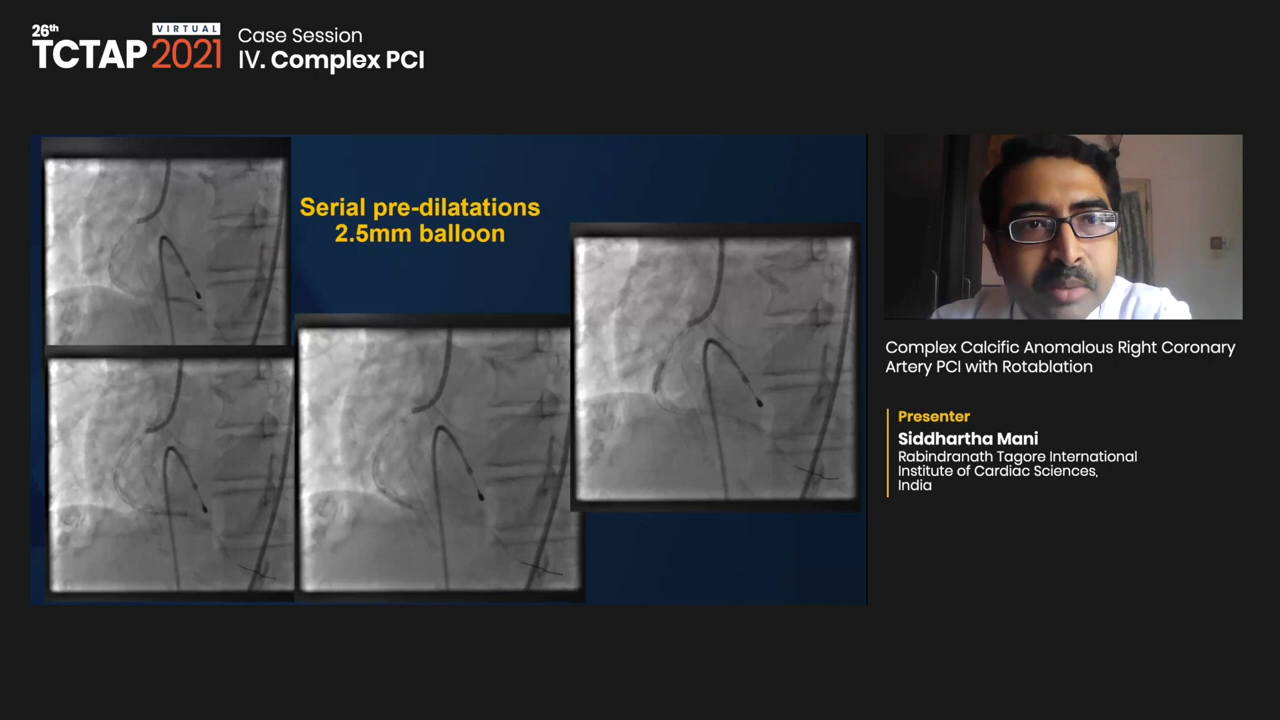 26th
VIRTUAL
TCTAP 2021
Case Session
IV. Complex PCI
Serial pre-dilatations
2.5mm balloon
Complex Calcific Anomalous Right Coronary
Artery PCI with Rotablation
Presenter
Siddhartha Mani
Rabindranath Tagore International
Institute of Cardiac Sciences,
India